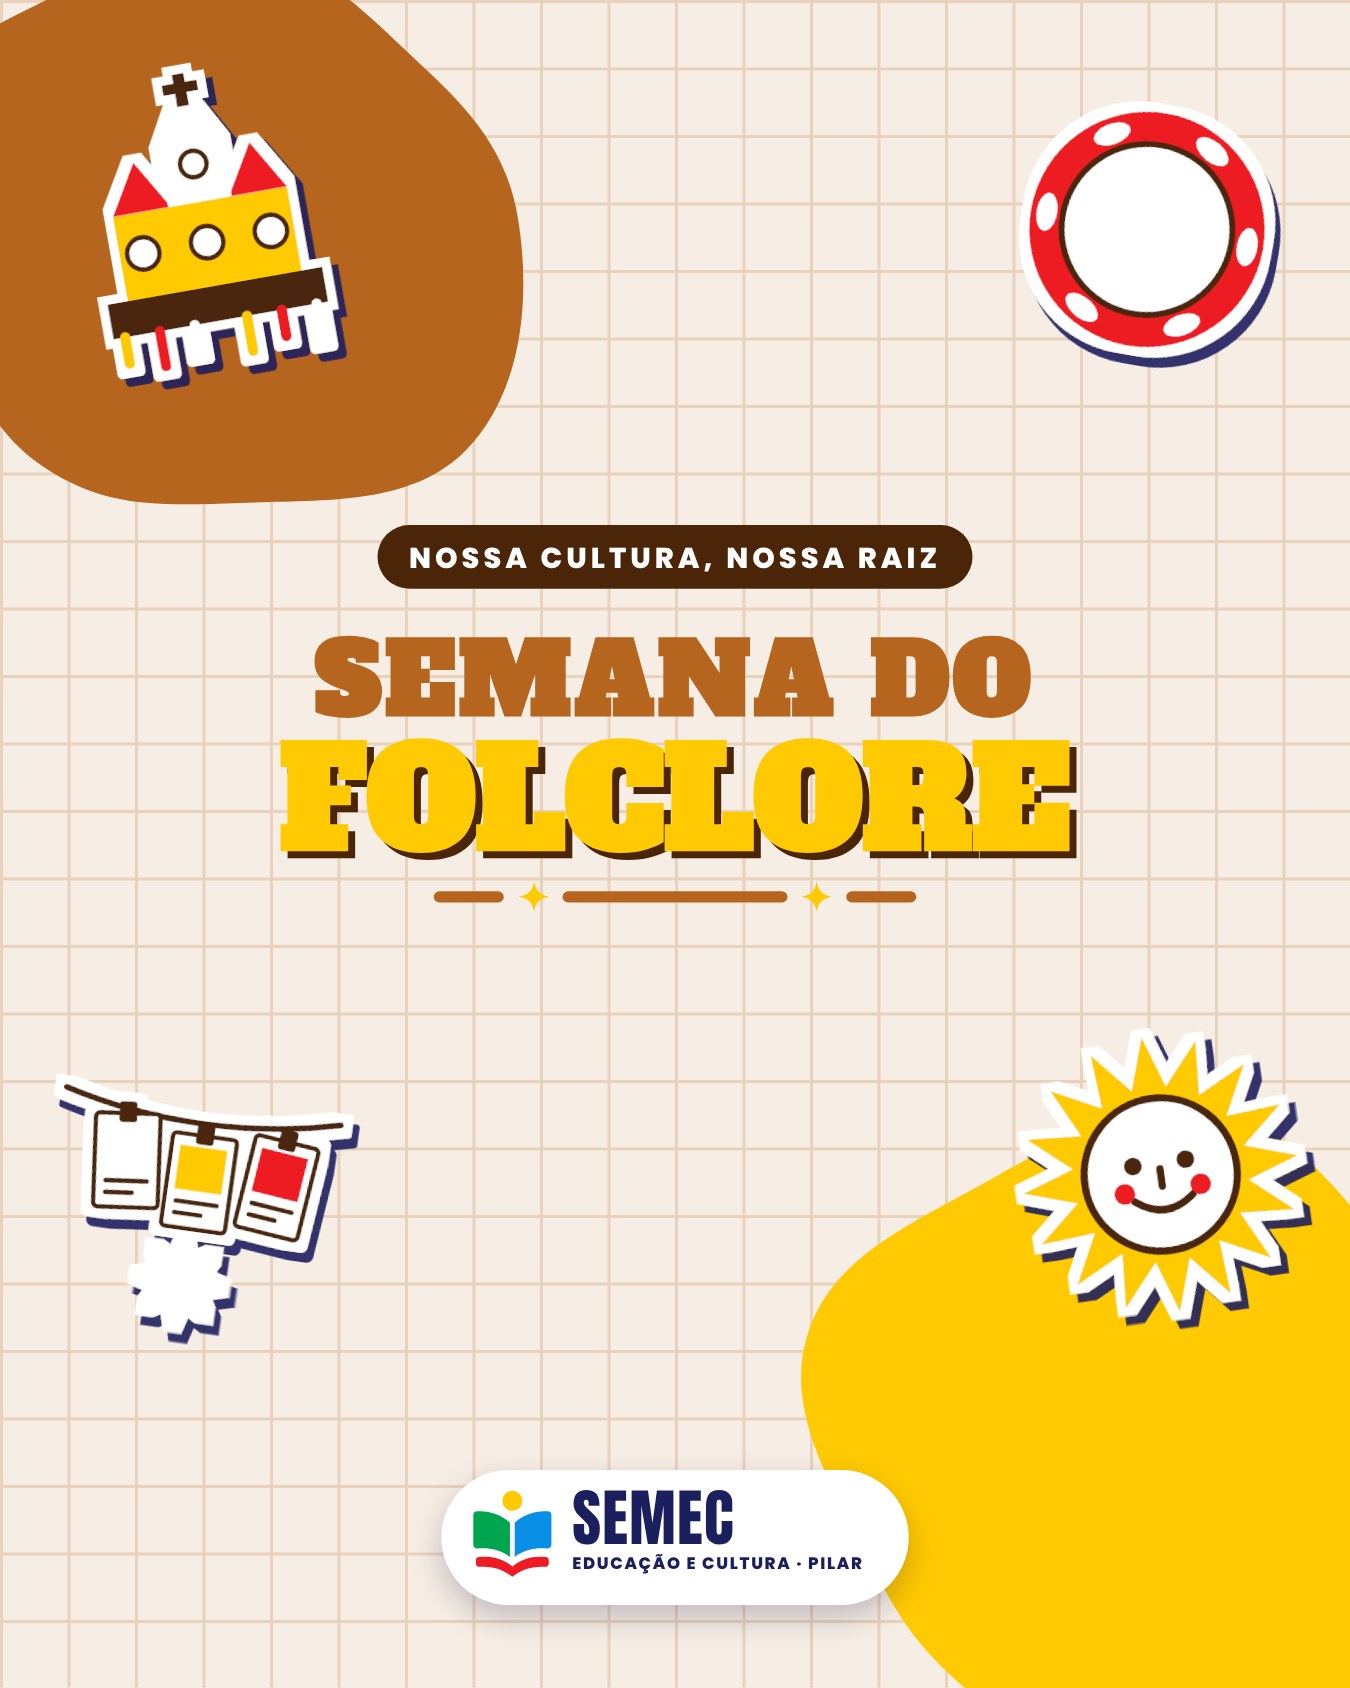 NOSSA CULTURA, NOSSA RAIZ
SEMANA DO
FOLCLORE
SEMEC
EDUCAÇÃO E CULTURA · PILAR